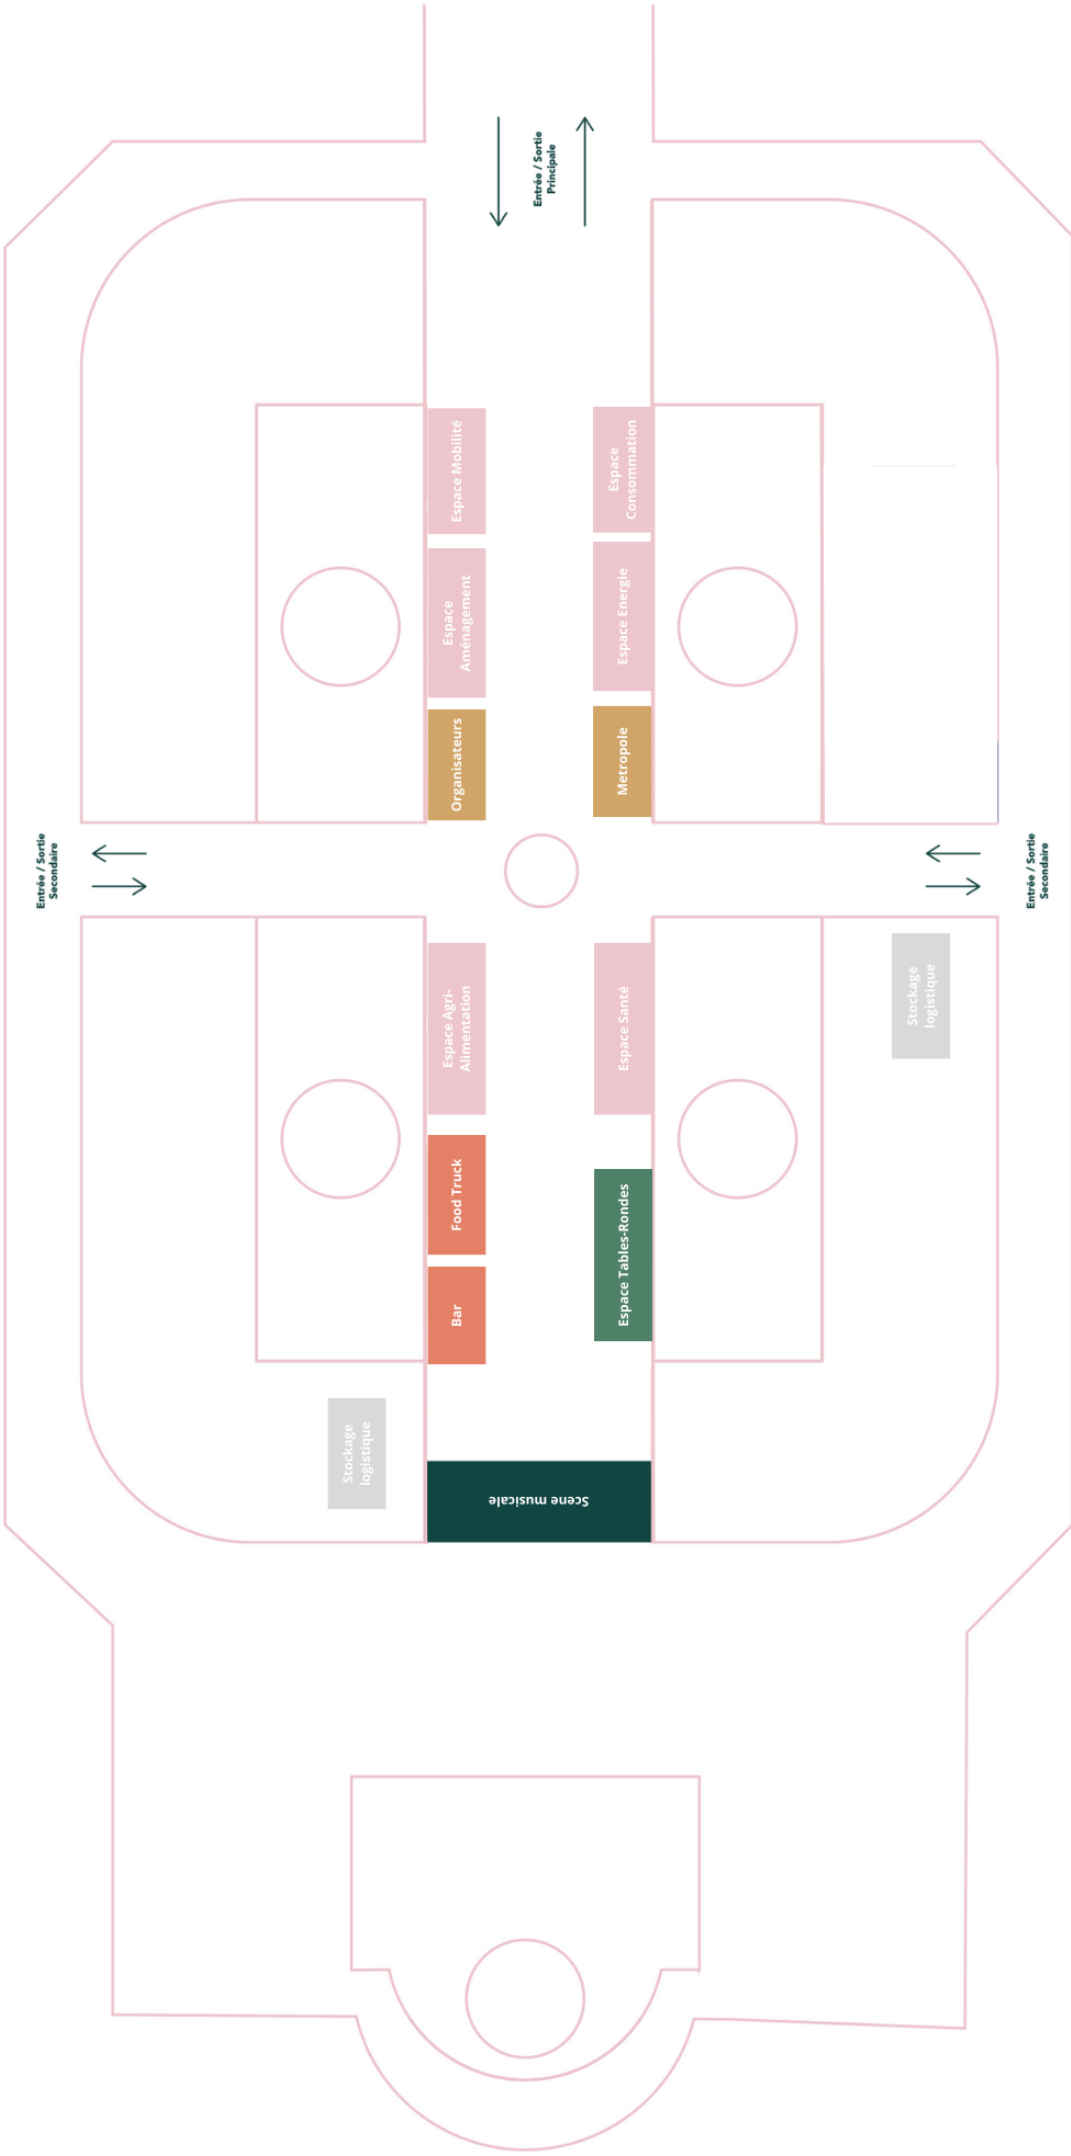 Entrée / Sortie
Principale
Espace Mobilité
Espace
Consommation
Espace
Aménagement
Espace Energie
Organisateurs
Metropole
Entrée / Sortie
Secondaire
Entrée / Sortie
Secondaire
Espace Agri-
Alimentation
Espace Santé
Stockage
logistique
Food Truck
Espace Tables-Rondes
Bar
Stockage
logistique
Scene musicale